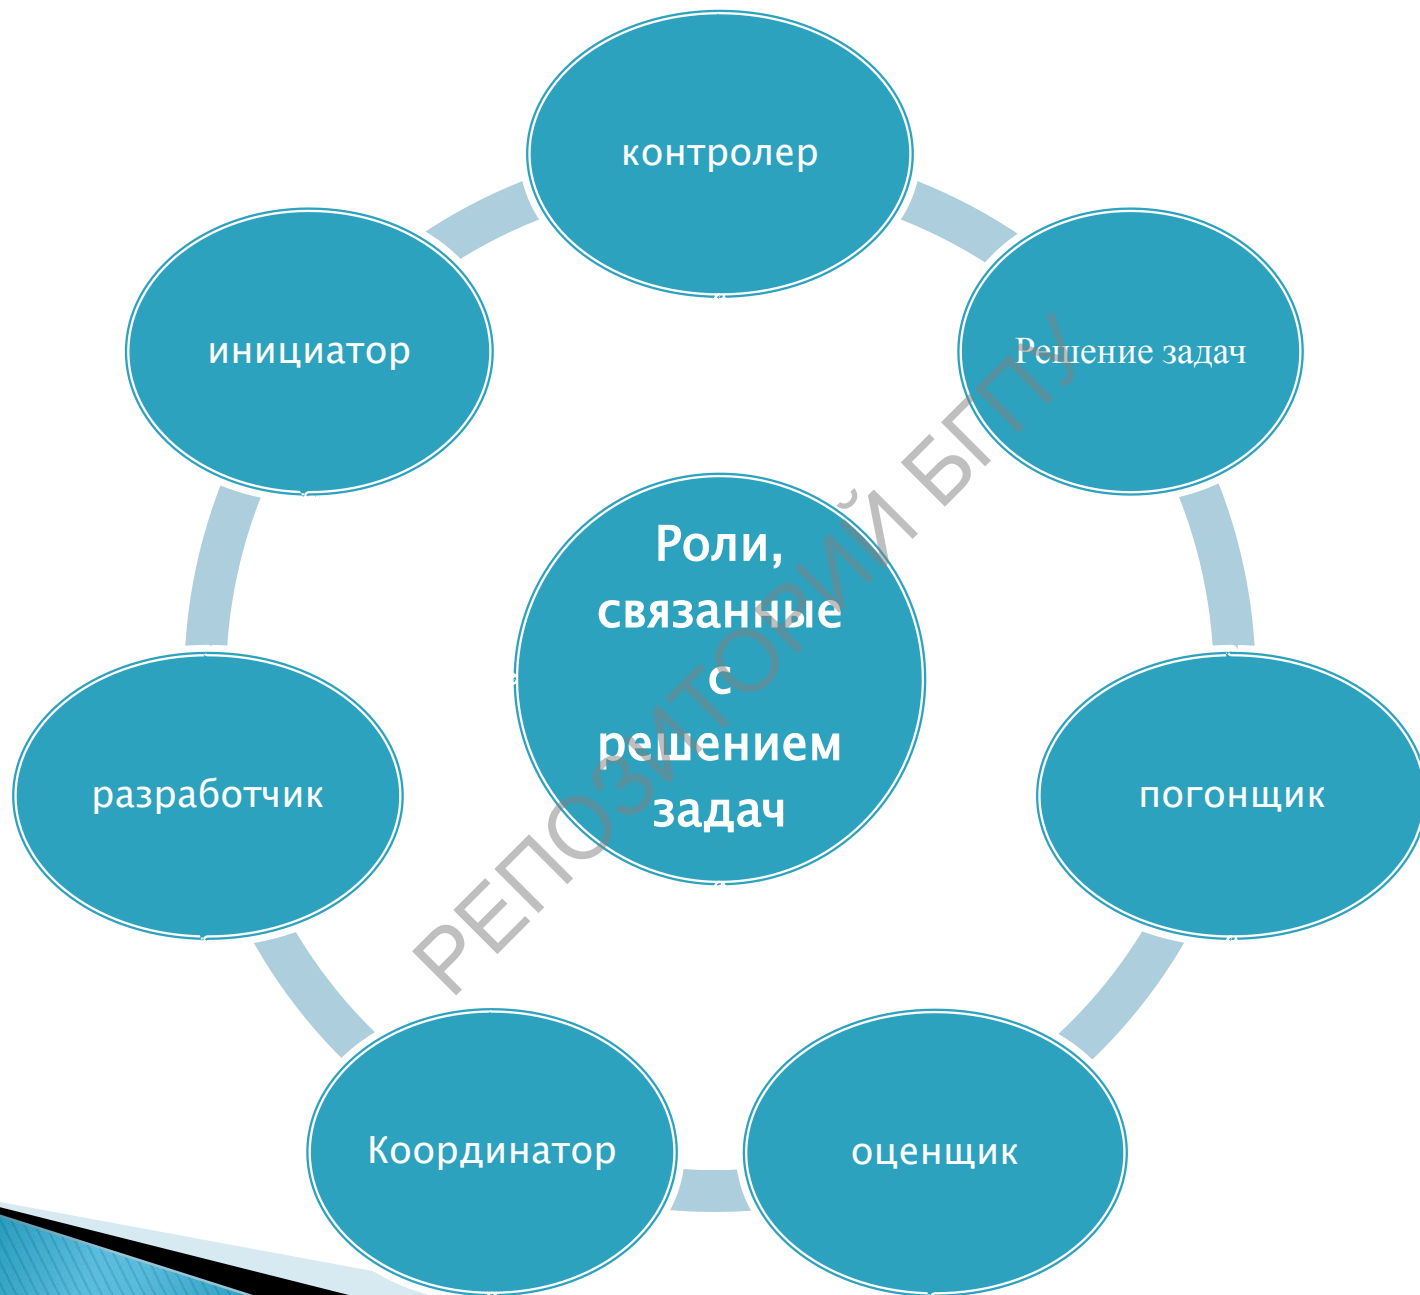 контролер
инициатор
Решение задач
Роли,
связанные
с
решением
задач
разработчик
погонщик
Координатор
оценщик
РЕПОЗИТОРИЙ БГПУ